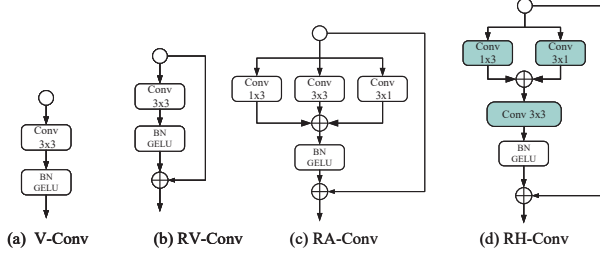 Conv
3x3
BN
GELU
(a) V-Conv
Conv
3x3
BN
GELU
(b) RV-Conv
Conv
1x3
Conv
3x3
Conv
3x1
BN
GELU
(c) RA-Conv
Conv
1x3
Conv
3x1
Conv 3x3
BN
GELU
(d) RH-Conv